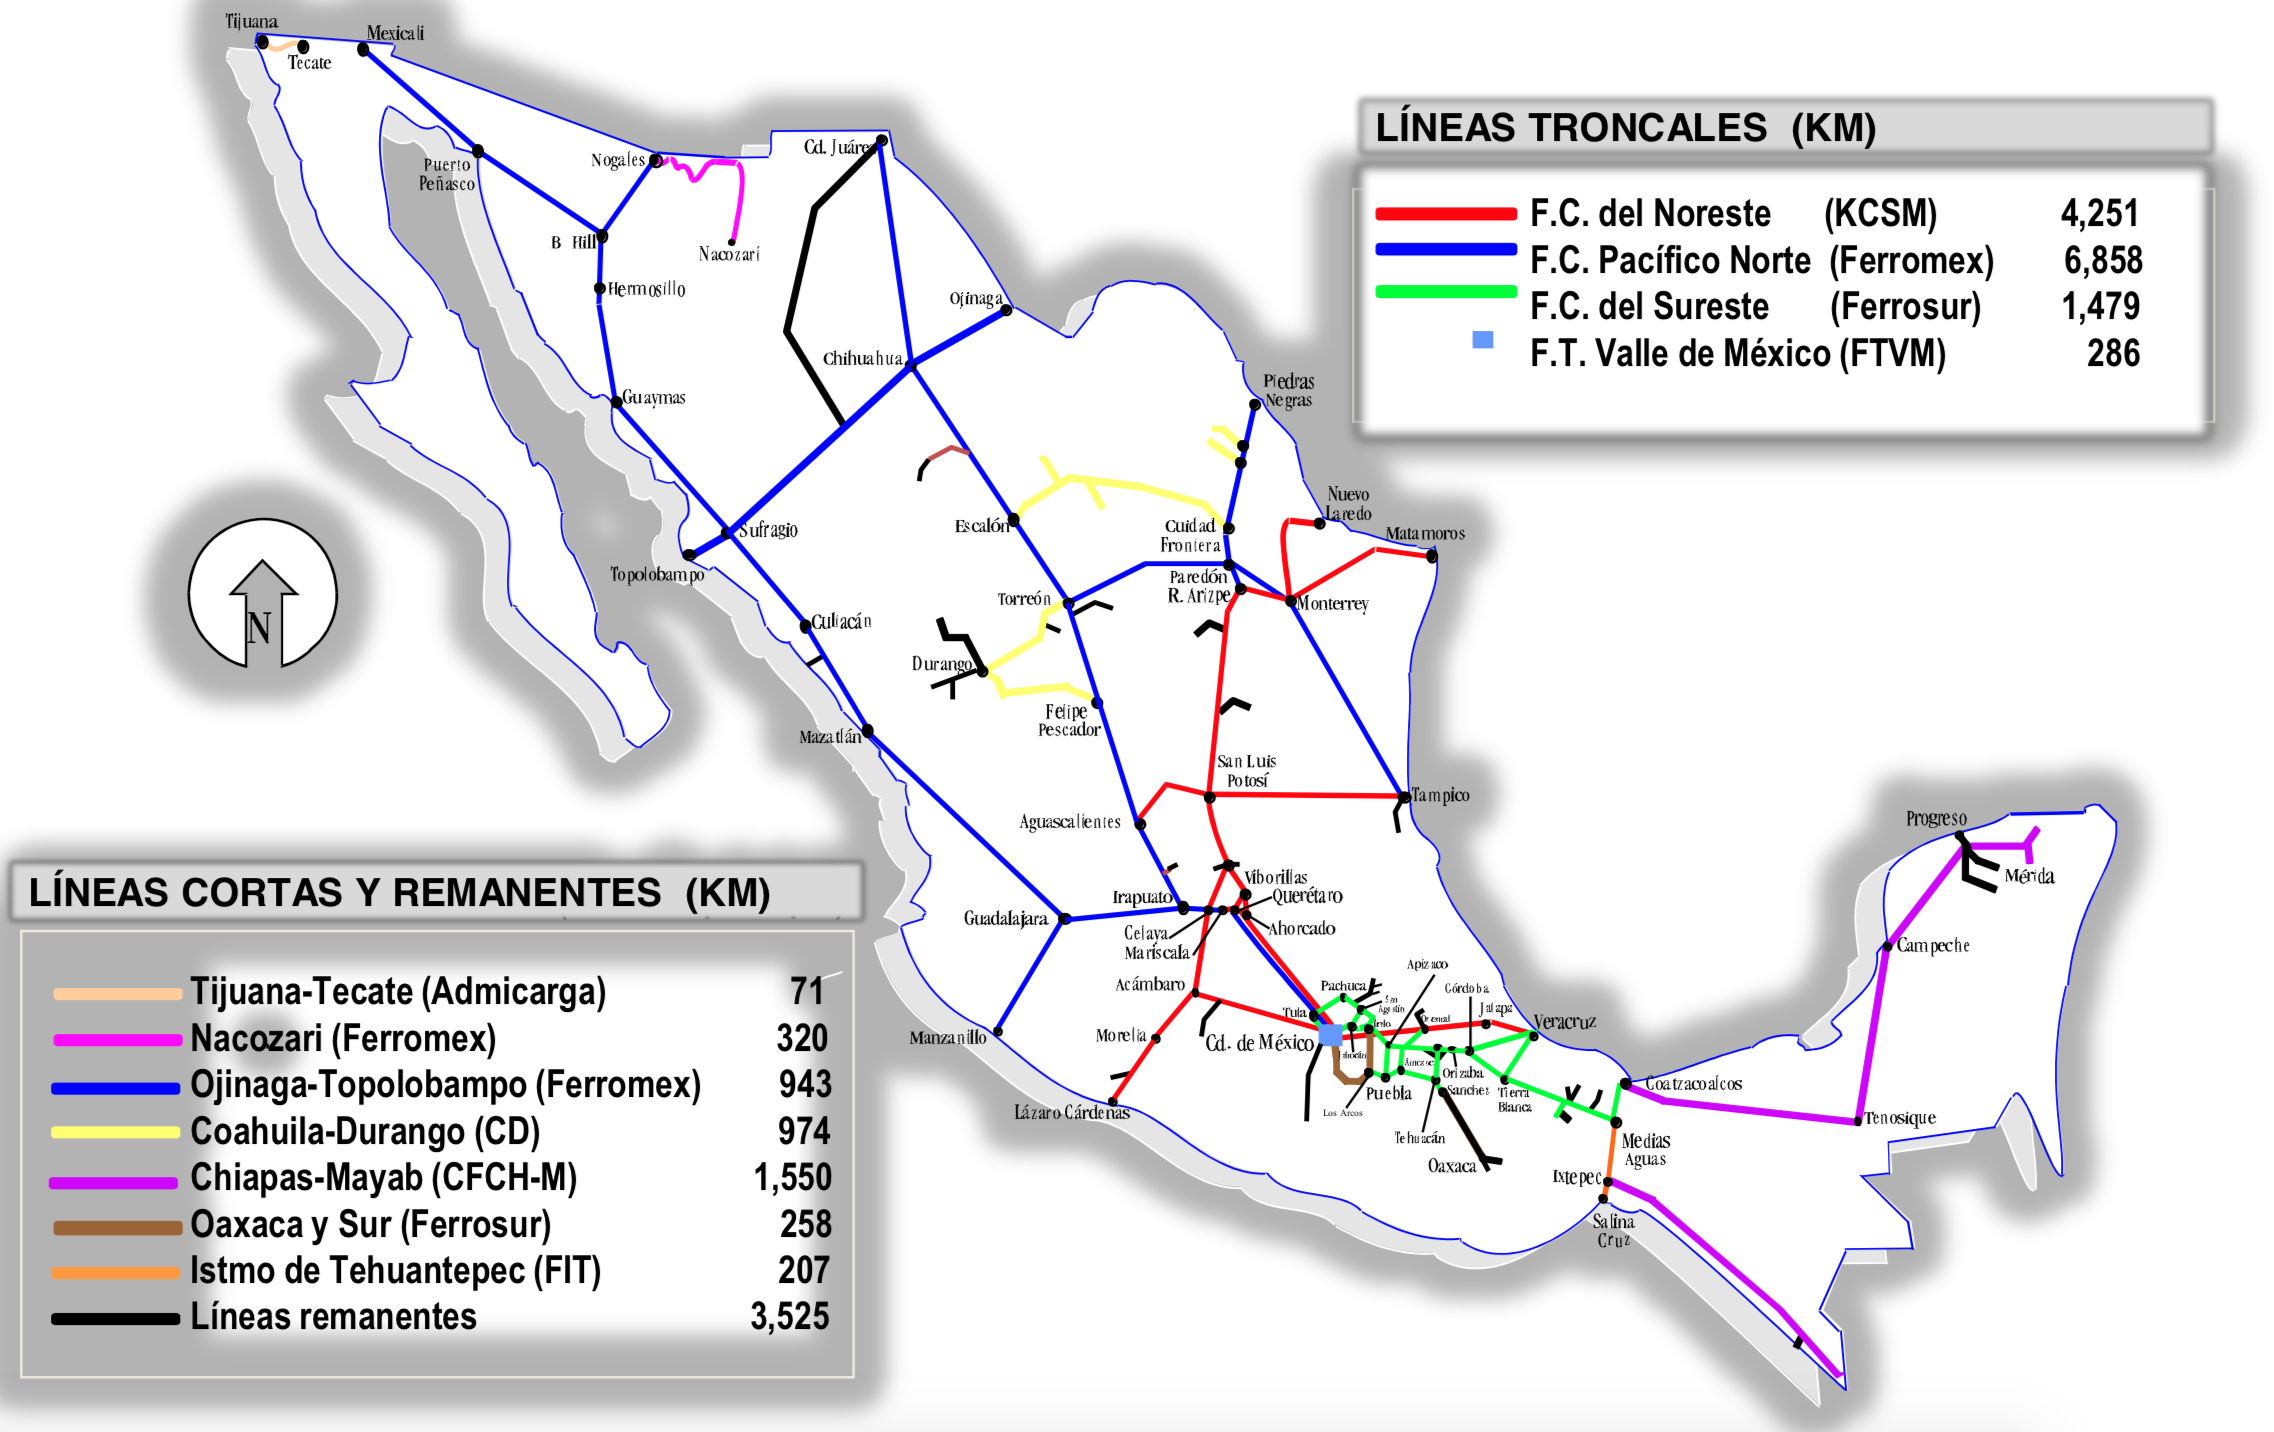 Tijuana
Mexicali
Tecate
Puerto
Peñasco
Nogales
Cd. Juárez
B Hill
Nacozari
Hermosillo
Ojinaga
Chihuahua
Guaymas
Piedras
Negras
Nuevo
Laredo
Matamoros
Escalón
Cuidad
Frontera
Sufragio
Topolobampo
Paredón
R. Arizpe
Torreón
Monterrey
Culiacán
Durango
Felipe
Pescador
Mazatlán
San Luis
Potosí
Tampico
Aguascalientes
Viborillas
Irapuato
Querétaro
Guadalajara
Celaya
Ahorcado
Mariscala
Acámbaro
Apizaco
Pachuca
San
Agustín
Córdoba
Tula
Jalapa
Veracruz
Manzanillo
Morelia
Cd. de México
Orizaba
Sanches
Puebla
Tierra
Blanca
Coatzacoalcos
Lázaro Cárdenas
Los Arcos
Tehuacán
Oaxaca
Medias
Aguas
Ixtepec
Salina
Cruz
Tenosique
Campeche
Mérida
Progreso
N
LÍNEAS TRONCALES (KM)
F.C. del Noreste (KCSM) 4,251
F.C. Pacífico Norte (Ferromex) 6,858
F.C. del Sureste (Ferrosur) 1,479
F.T. Valle de México (FTVM) 286
LÍNEAS CORTAS Y REMANENTES (KM)
Tijuana-Tecate (Admicarga) 71
Nacozari (Ferromex) 320
Ojinaga-Topolobampo (Ferromex) 943
Coahuila-Durango (CD) 974
Chiapas-Mayab (CFCH-M) 1,550
Oaxaca y Sur (Ferrosur) 258
Istmo de Tehuantepec (FIT) 207
Líneas remanentes 3,525